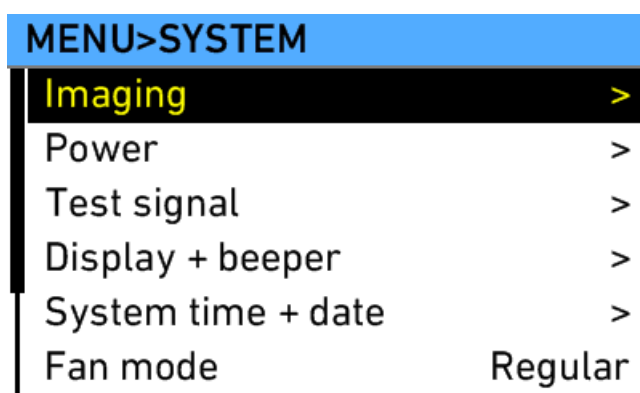 MENU>SYSTEM
Imaging >
Power >
Test signal >
Display + beeper >
System time + date >
Fan mode Regular